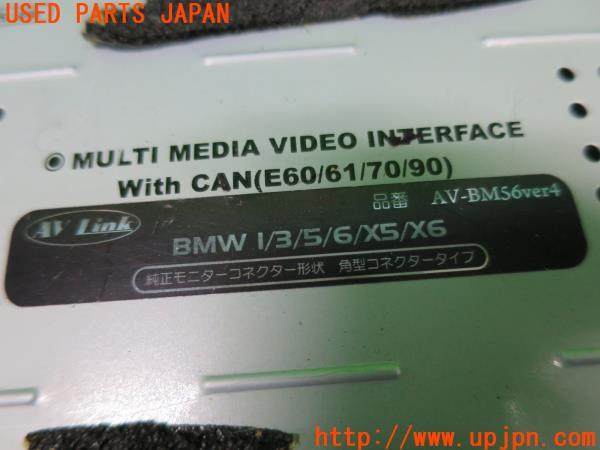 USED PARTS JAPAN
MULTI MEDIA VIDEO INTERFACE
With CAN(E60/61/70/90)
AV Link
品番 AV-BM56ver4
BMW 1/3/5/6/X5/X6
純正モニターコネクター形状 角型コネクタータイプ
http://www.upjpn.com